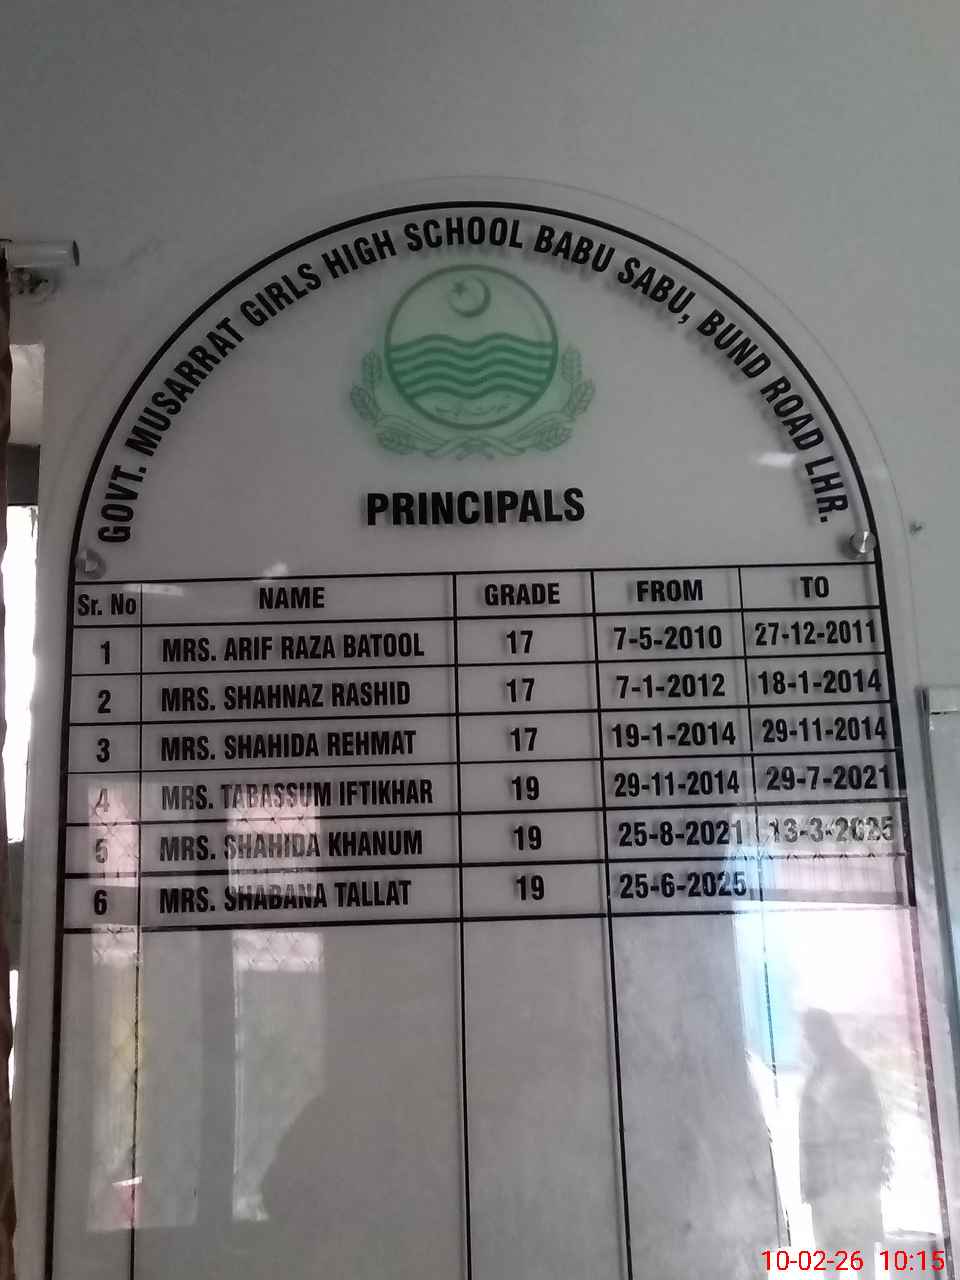 GOVT. MUSARRAT GIRLS HIGH SCHOOL BABU SABU, BUND ROAD LHR.
PRINCIPALS
Sr. No NAME GRADE FROM TO
1 MRS. ARIF RAZA BATOOL 17 7-5-2010 27-12-2011
2 MRS. SHAHNAZ RASHID 17 7-1-2012 18-1-2014
3 MRS. SHAHIDA REHMAT 17 19-1-2014 29-11-2014
4 MRS. TABASSUM IFTIKHAR 19 29-11-2014 29-7-2021
5 MRS. SHAHIDA KHANUM 19 25-8-2021 13-3-2025
6 MRS. SHABANA TALLAT 19 25-6-2025
10-02-26 10:15